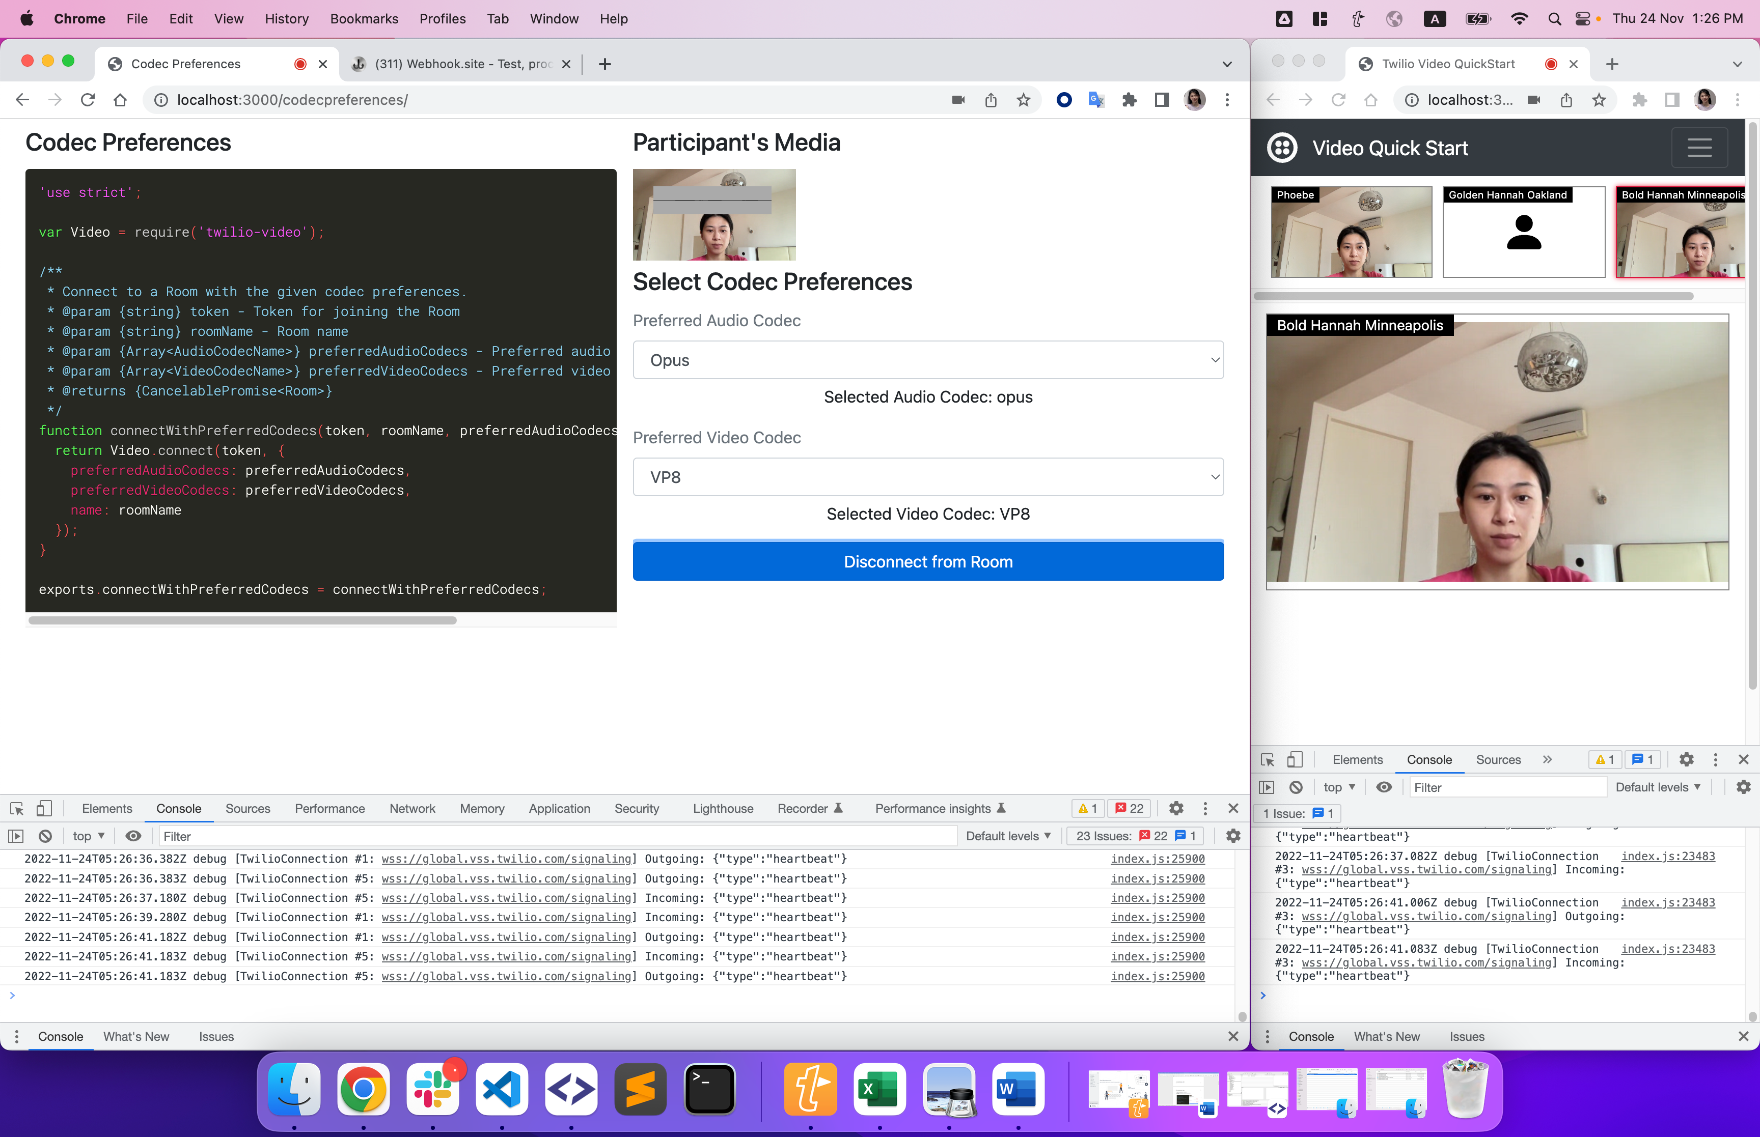 Chrome File Edit View History Bookmarks Profiles Tab Window Help
A
Thu 24 Nov 1:26 PM
Codec Preferences
(311) Webhook.site - Test, proc
localhost:3000/codecpreferences/
Codec Preferences
'use strict';
var Video = require('twilio-video');
/**
* Connect to a Room with the given codec preferences.
* @param {string} token - Token for joining the Room
* @param {string} roomName - Room name
* @param {Array<AudioCodecName>} preferredAudioCodecs - Preferred audio
* @param {Array<VideoCodecName>} preferredVideoCodecs - Preferred video
* @returns {CancelablePromise<Room>}
*/
function connectWithPreferredCodecs(token, roomName, preferredAudioCodecs
return Video.connect(token, {
preferredAudioCodecs: preferredAudioCodecs,
preferredVideoCodecs: preferredVideoCodecs,
name: roomName
});
}
exports.connectWithPreferredCodecs = connectWithPreferredCodecs;
Participant's Media
Select Codec Preferences
Preferred Audio Codec
Opus
Selected Audio Codec: opus
Preferred Video Codec
VP8
Selected Video Codec: VP8
Disconnect from Room
Elements Console Sources Performance Network Memory Application Security Lighthouse Recorder Performance insights 1 22
top Filter Default levels 23 Issues: 22 1
2022-11-24T05:26:36.382Z debug [TwilioConnection #1: wss://global.vss.twilio.com/signaling] Outgoing: {"type":"heartbeat"} index.js:25900
2022-11-24T05:26:36.383Z debug [TwilioConnection #5: wss://global.vss.twilio.com/signaling] Outgoing: {"type":"heartbeat"} index.js:25900
2022-11-24T05:26:37.180Z debug [TwilioConnection #5: wss://global.vss.twilio.com/signaling] Incoming: {"type":"heartbeat"} index.js:25900
2022-11-24T05:26:39.280Z debug [TwilioConnection #1: wss://global.vss.twilio.com/signaling] Incoming: {"type":"heartbeat"} index.js:25900
2022-11-24T05:26:41.182Z debug [TwilioConnection #1: wss://global.vss.twilio.com/signaling] Outgoing: {"type":"heartbeat"} index.js:25900
2022-11-24T05:26:41.183Z debug [TwilioConnection #5: wss://global.vss.twilio.com/signaling] Incoming: {"type":"heartbeat"} index.js:25900
2022-11-24T05:26:41.183Z debug [TwilioConnection #5: wss://global.vss.twilio.com/signaling] Outgoing: {"type":"heartbeat"} index.js:25900
Console What's New Issues
Twilio Video QuickStart
localhost:3...
Video Quick Start
Phoebe
Golden Hannah Oakland
Bold Hannah Minneapolis
Bold Hannah Minneapolis
Elements Console Sources 1 1
top Filter Default levels
1 Issue: 1
{"type":"heartbeat"}
2022-11-24T05:26:37.082Z debug [TwilioConnection index.js:23483
#3: wss://global.vss.twilio.com/signaling] Incoming:
{"type":"heartbeat"}
2022-11-24T05:26:41.006Z debug [TwilioConnection index.js:23483
#3: wss://global.vss.twilio.com/signaling] Outgoing:
{"type":"heartbeat"}
2022-11-24T05:26:41.083Z debug [TwilioConnection index.js:23483
#3: wss://global.vss.twilio.com/signaling] Incoming:
{"type":"heartbeat"}
Console What's New Issues